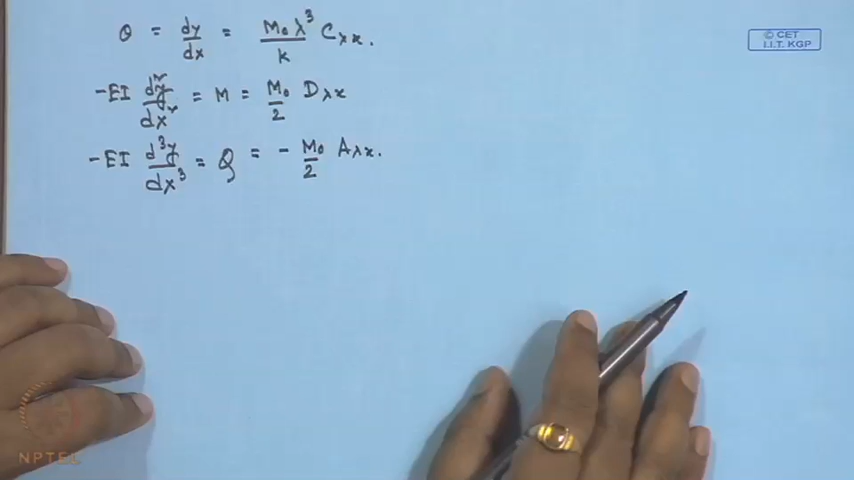 θ = dy/dx = M₀λ³/k Cλx.
-EI d²y/dx² = M = M₀/2 Dλx
-EI d³y/dx³ = Q = - M₀/2 Aλx.
© CET
I.I.T. KGP
NPTEL